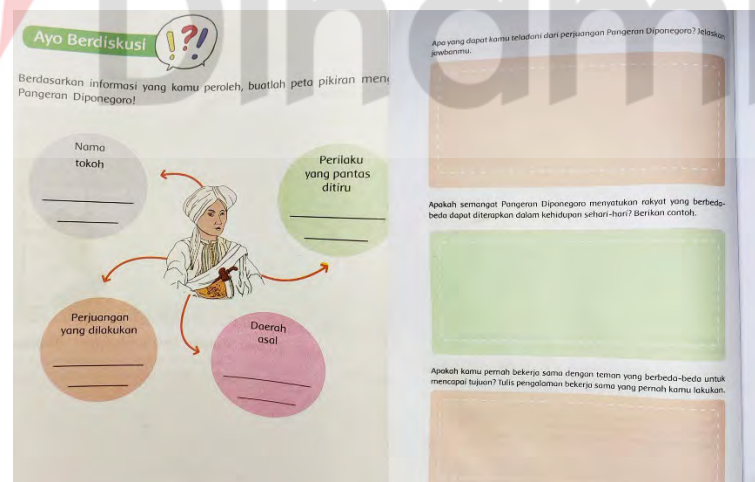 Ayo Berdiskusi
Berdasarkan informasi yang kamu peroleh, buatlah peta pikiran men
Pangeran Diponegoro!
Nama
tokoh
Perilaku
yang pantas
ditiru
Perjuangan
yang dilakukan
Daerah
asal
Apa yang dapat kamu teladani dari perjuangan Pangeran Diponegoro? Jelaskan
jawabanmu.
Apakah semangat Pangeran Diponegoro menyatukan rakyat yang berbeda-
beda dapat diterapkan dalam kehidupan sehari-hari? Berikan contoh.
Apakah kamu pernah bekerja sama dengan teman yang berbeda-beda untuk
mencapai tujuan? Tulis pengalaman bekerja sama yang pernah kamu lakukan.